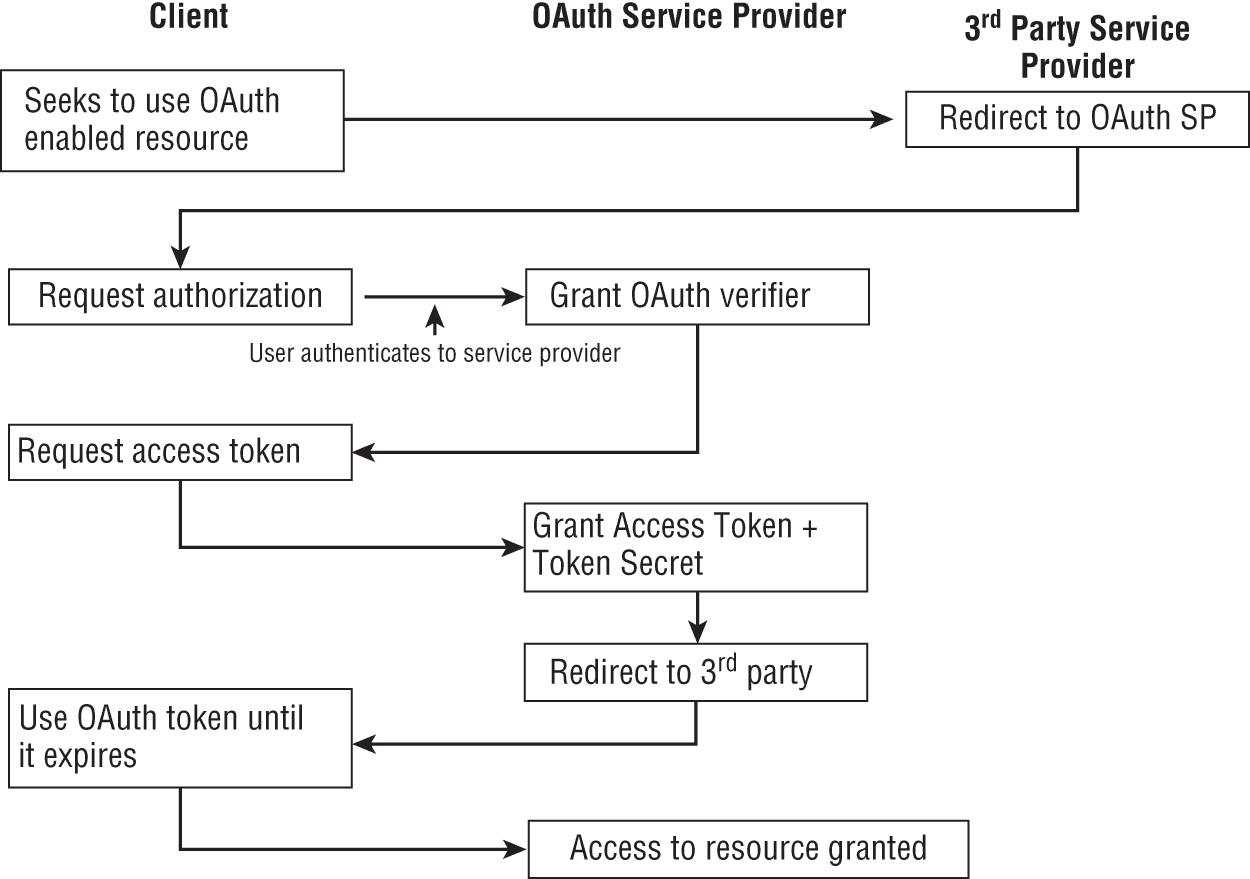 Client
OAuth Service Provider
3rd Party Service
Provider
Seeks to use OAuth
enabled resource
Redirect to OAuth SP
Request authorization
Grant OAuth verifier
User authenticates to service provider
Request access token
Grant Access Token +
Token Secret
Redirect to 3rd party
Use OAuth token until
it expires
Access to resource granted